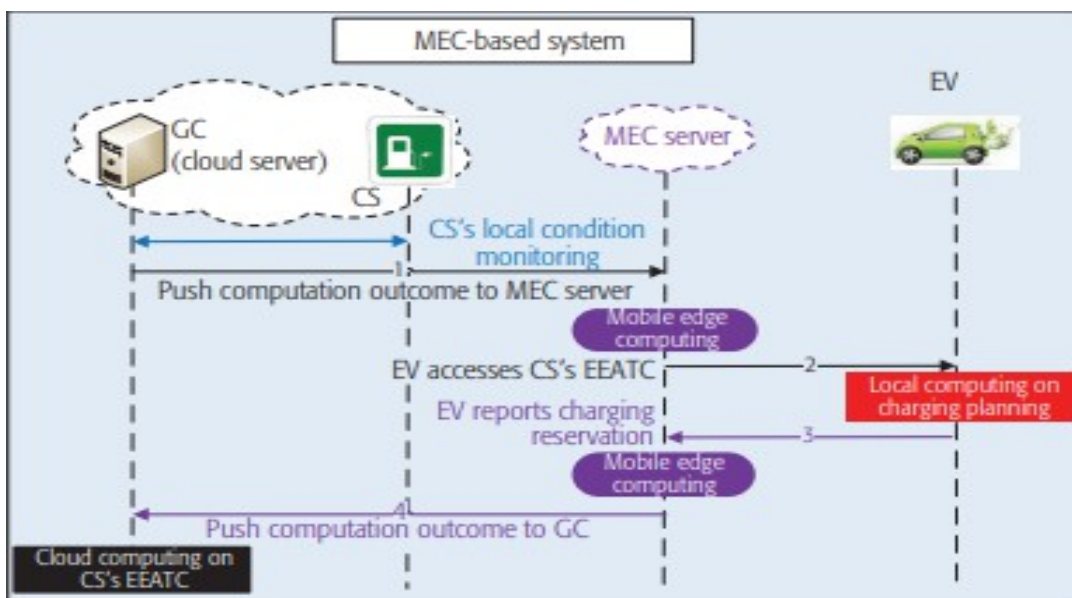 MEC-based system
EV
GC
(cloud server)
MEC server
CS
CS's local condition
monitoring
1
Push computation outcome to MEC server
Mobile edge
computing
EV accesses CS's EEATC
2
Local computing on
charging planning
EV reports charging
reservation
3
Mobile edge
computing
4
Push computation outcome to GC
Cloud computing on
CS's EEATC